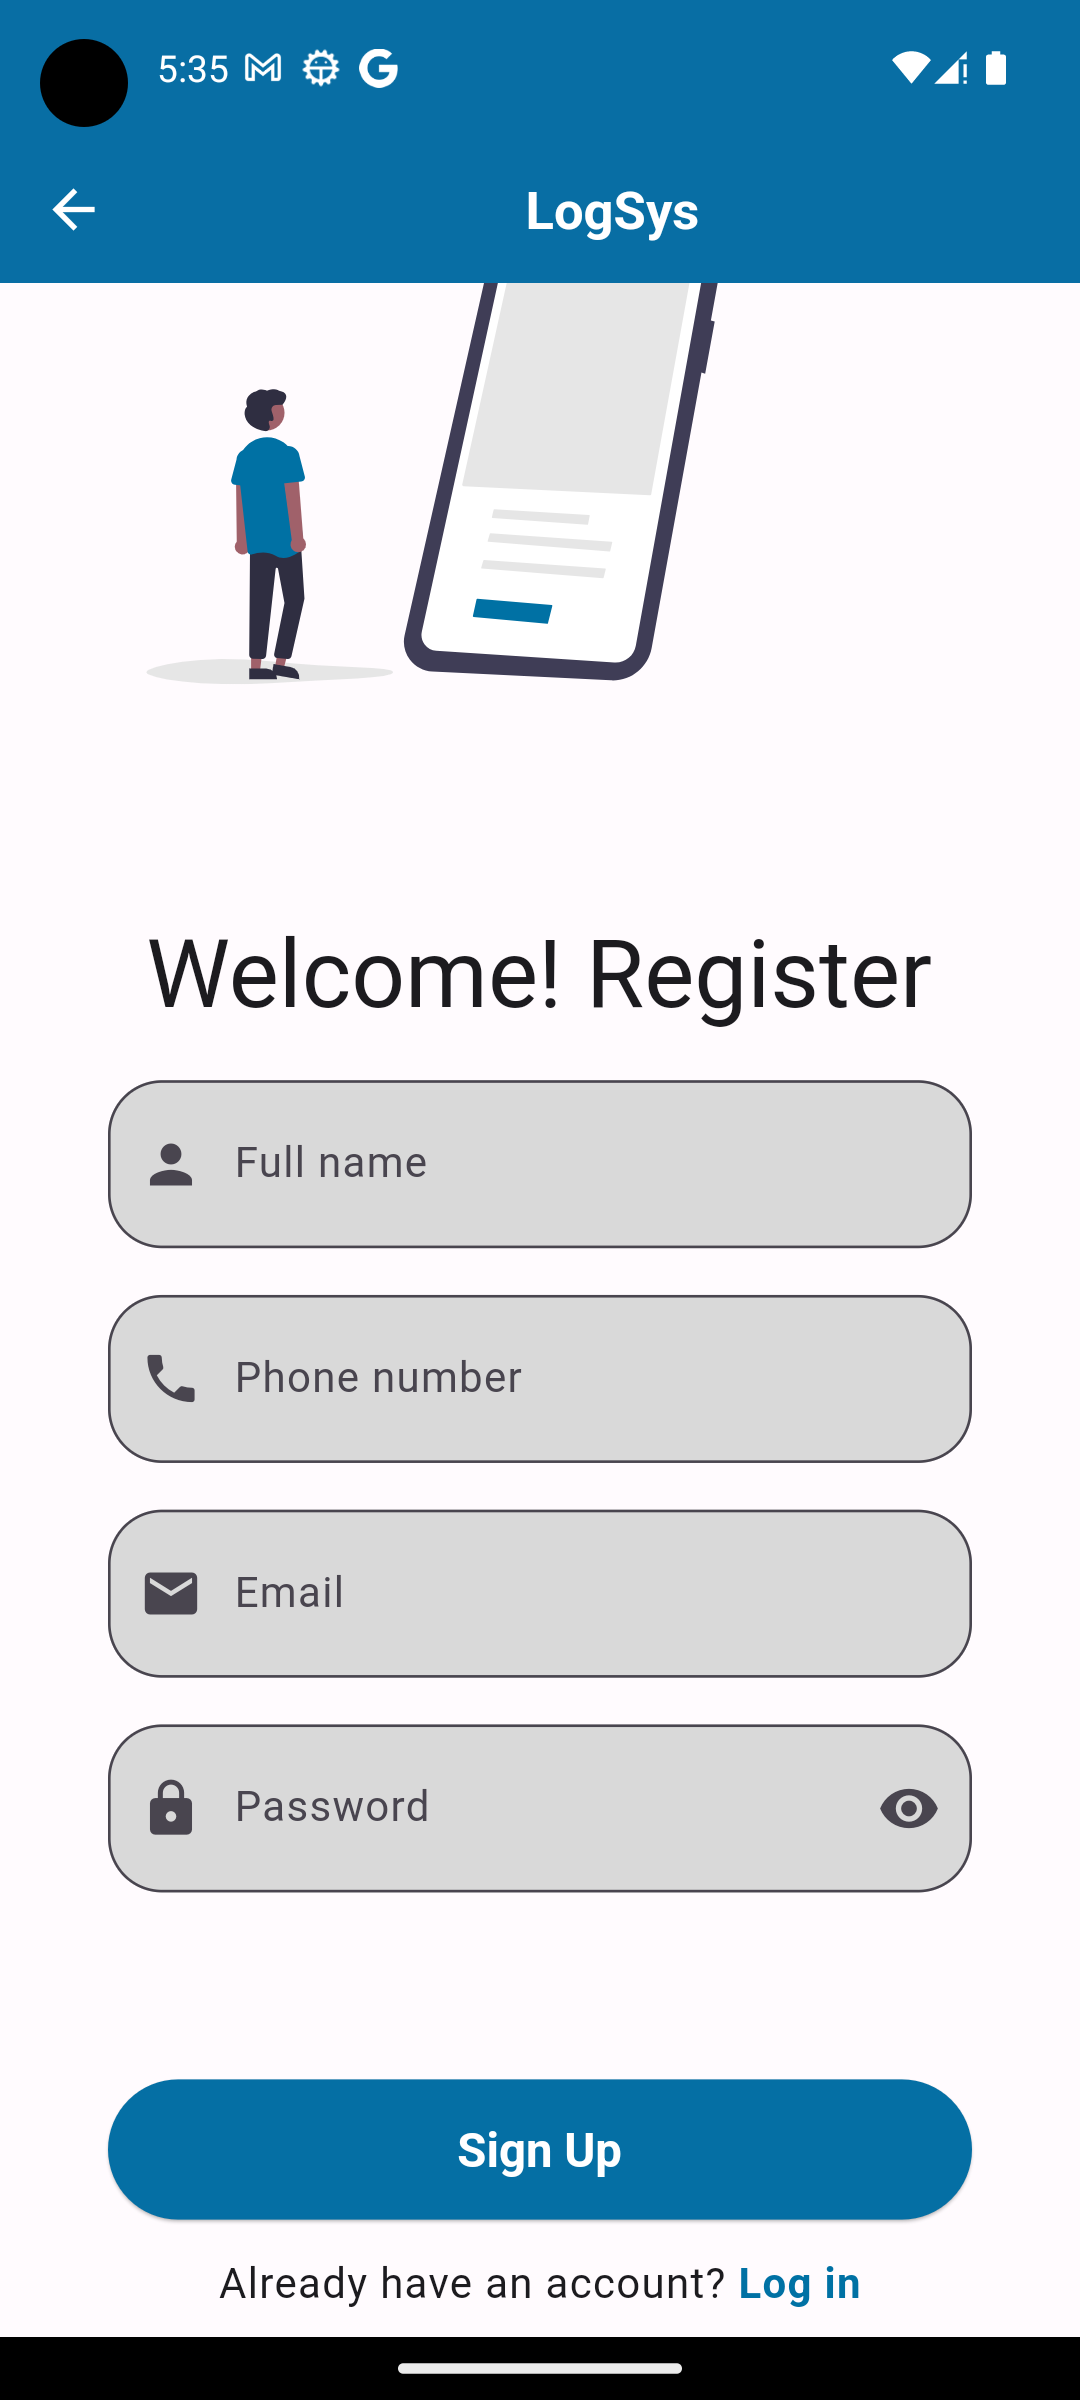 5:35
LogSys
Welcome! Register
Full name
Phone number
Email
Password
Sign Up
Already have an account? Log in